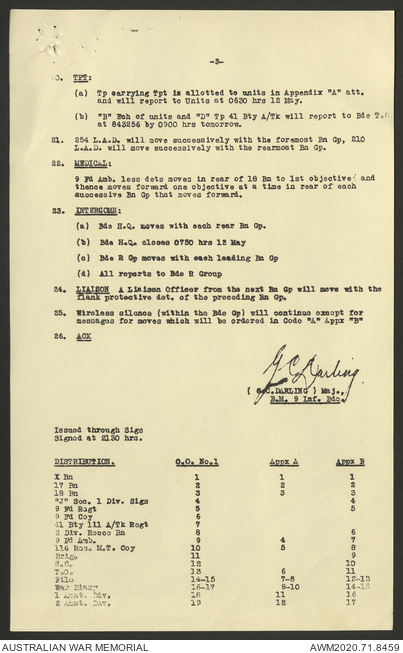 -3-
20. TPT:
(a) Tp carrying Tpt is allotted to units in Appendix "A" att.
and will report to Units at 0630 hrs 12 May.
(b) "B" Ech of units and "D" Tp 41 Bty A/Tk will report to Bde T.O.
at 843256 by 0900 hrs tomorrow.
21. 254 L.A.D. will move successively with the foremost Bn Gp, 210
L.A.D. will move successively with the rearmost Bn Gp.
22. MEDICAL:
9 Fd Amb. less dets moves in rear of 18 Bn to 1st objective and
thence moves forward one objective at a time in rear of each
successive Bn Gp that moves forward.
23. INTERCOMN:
(a) Bde H.Q. moves with each rear Bn Gp.
(b) Bde H.Q. closes 0750 hrs 12 May
(c) Bde R Gp moves with each leading Bn Gp
(d) All reports to Bde R Group
24. LIAISON A Liaison Officer from the next Bn Gp will move with the
flank protective det. of the preceding Bn Gp.
25. Wireless silence (within the Bde Gp) will continue except for
messages for moves which will be ordered in Code "A" Appx "B"
26. ACK
G C Darling.
( G.C.DARLING ) Maj.
B.M. 9 Inf. Bde.
Issued through Sigs
Signed at 2130 hrs.
DISTRIBUTION. O.O. No.1 Appx A Appx B
X Bn 1 1 1
17 Bn 2 2 2
18 Bn 3 3 3
"J" Sec. 1 Div. Sigs 4 4
9 Fd Regt 5 5
9 Fd Coy 6
41 Bty 111 A/Tk Regt 7
2 Div. Recce Bn 8 6
9 Fd Amb. 9 4 7
116 Res. M.T. Coy 10 5 8
Brig. 11 9
S.C. 12 10
T.O. 13 6 11
File 14-15 7-8 12-13
War Diary 16-17 9-10 14-15
1 Aust. Div. 18 11 16
2 Aust. Div. 19 12 17
AUSTRALIAN WAR MEMORIAL AWM2020.71.8459